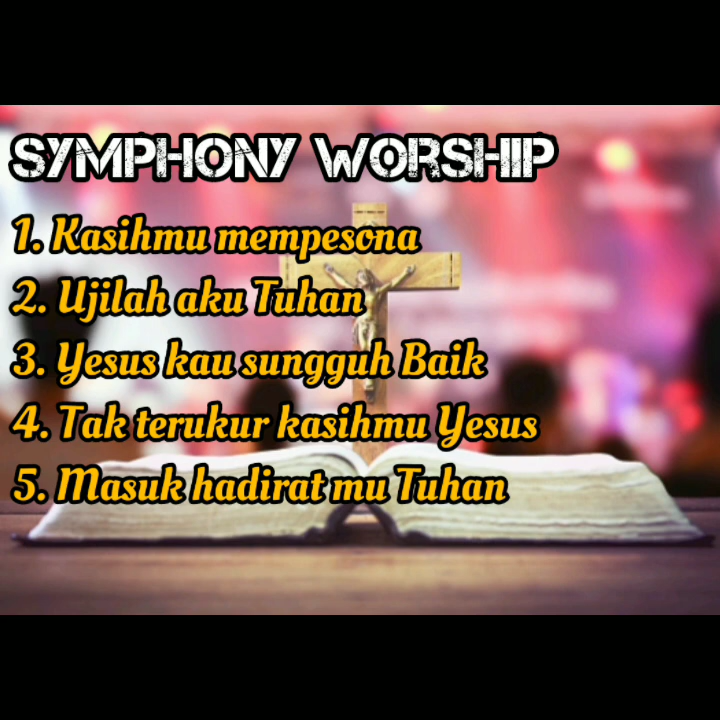 SYMPHONY WORSHIP
1. Kasihmu mempesona
2. Ujilah aku Tuhan
3. Yesus kau sungguh Baik
4. Tak terukur kasihmu Yesus
5. Masuk hadirat mu Tuhan